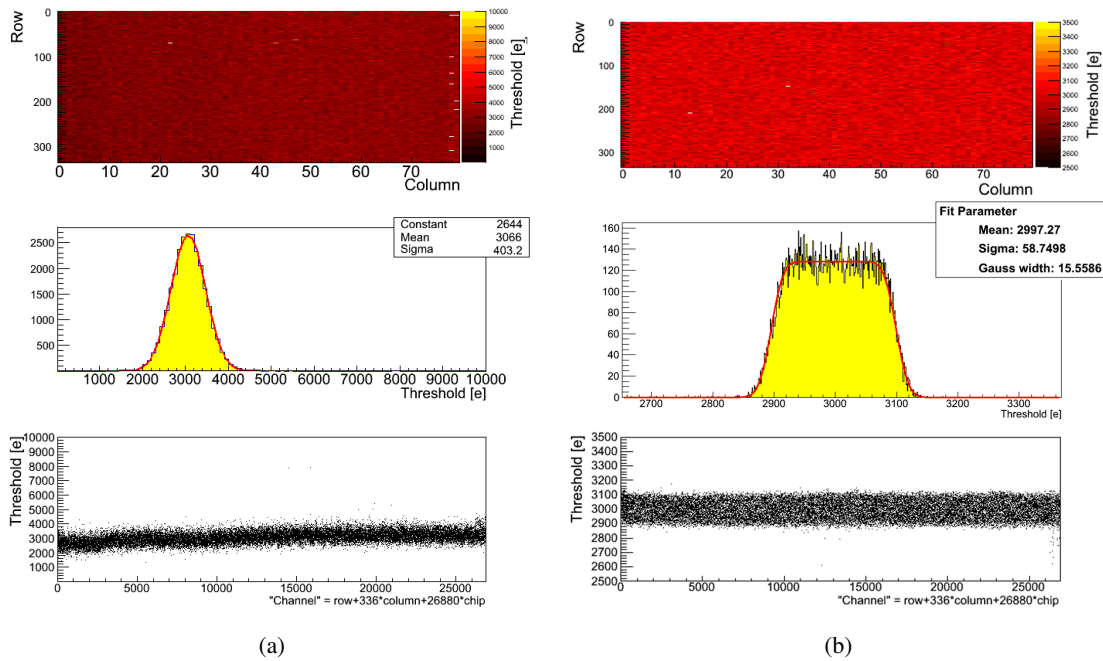 0
100
200
300
Row
0 10 20 30 40 50 60 70
Column
10000
9000
8000
7000
6000
5000
4000
3000
2000
1000
Threshold [e]
0
100
200
300
Row
0 10 20 30 40 50 60 70
Column
3500
3400
3300
3200
3100
3000
2900
2800
2700
2600
2500
Threshold [e]
2500
2000
1500
1000
500
1000 2000 3000 4000 5000 6000 7000 8000 9000 10000
Threshold [e]
Constant 2644
Mean 3066
Sigma 403.2
160
140
120
100
80
60
40
20
0
2700 2800 2900 3000 3100 3200 3300
Threshold [e]
Fit Parameter
Mean: 2997.27
Sigma: 58.7498
Gauss width: 15.5586
10000
9000
8000
7000
6000
5000
4000
3000
2000
1000
Threshold [e]
0 5000 10000 15000 20000 25000
"Channel" = row+336*column+26880*chip
3500
3400
3300
3200
3100
3000
2900
2800
2700
2600
2500
Threshold [e]
0 5000 10000 15000 20000 25000
"Channel" = row+336*column+26880*chip
(a)
(b)